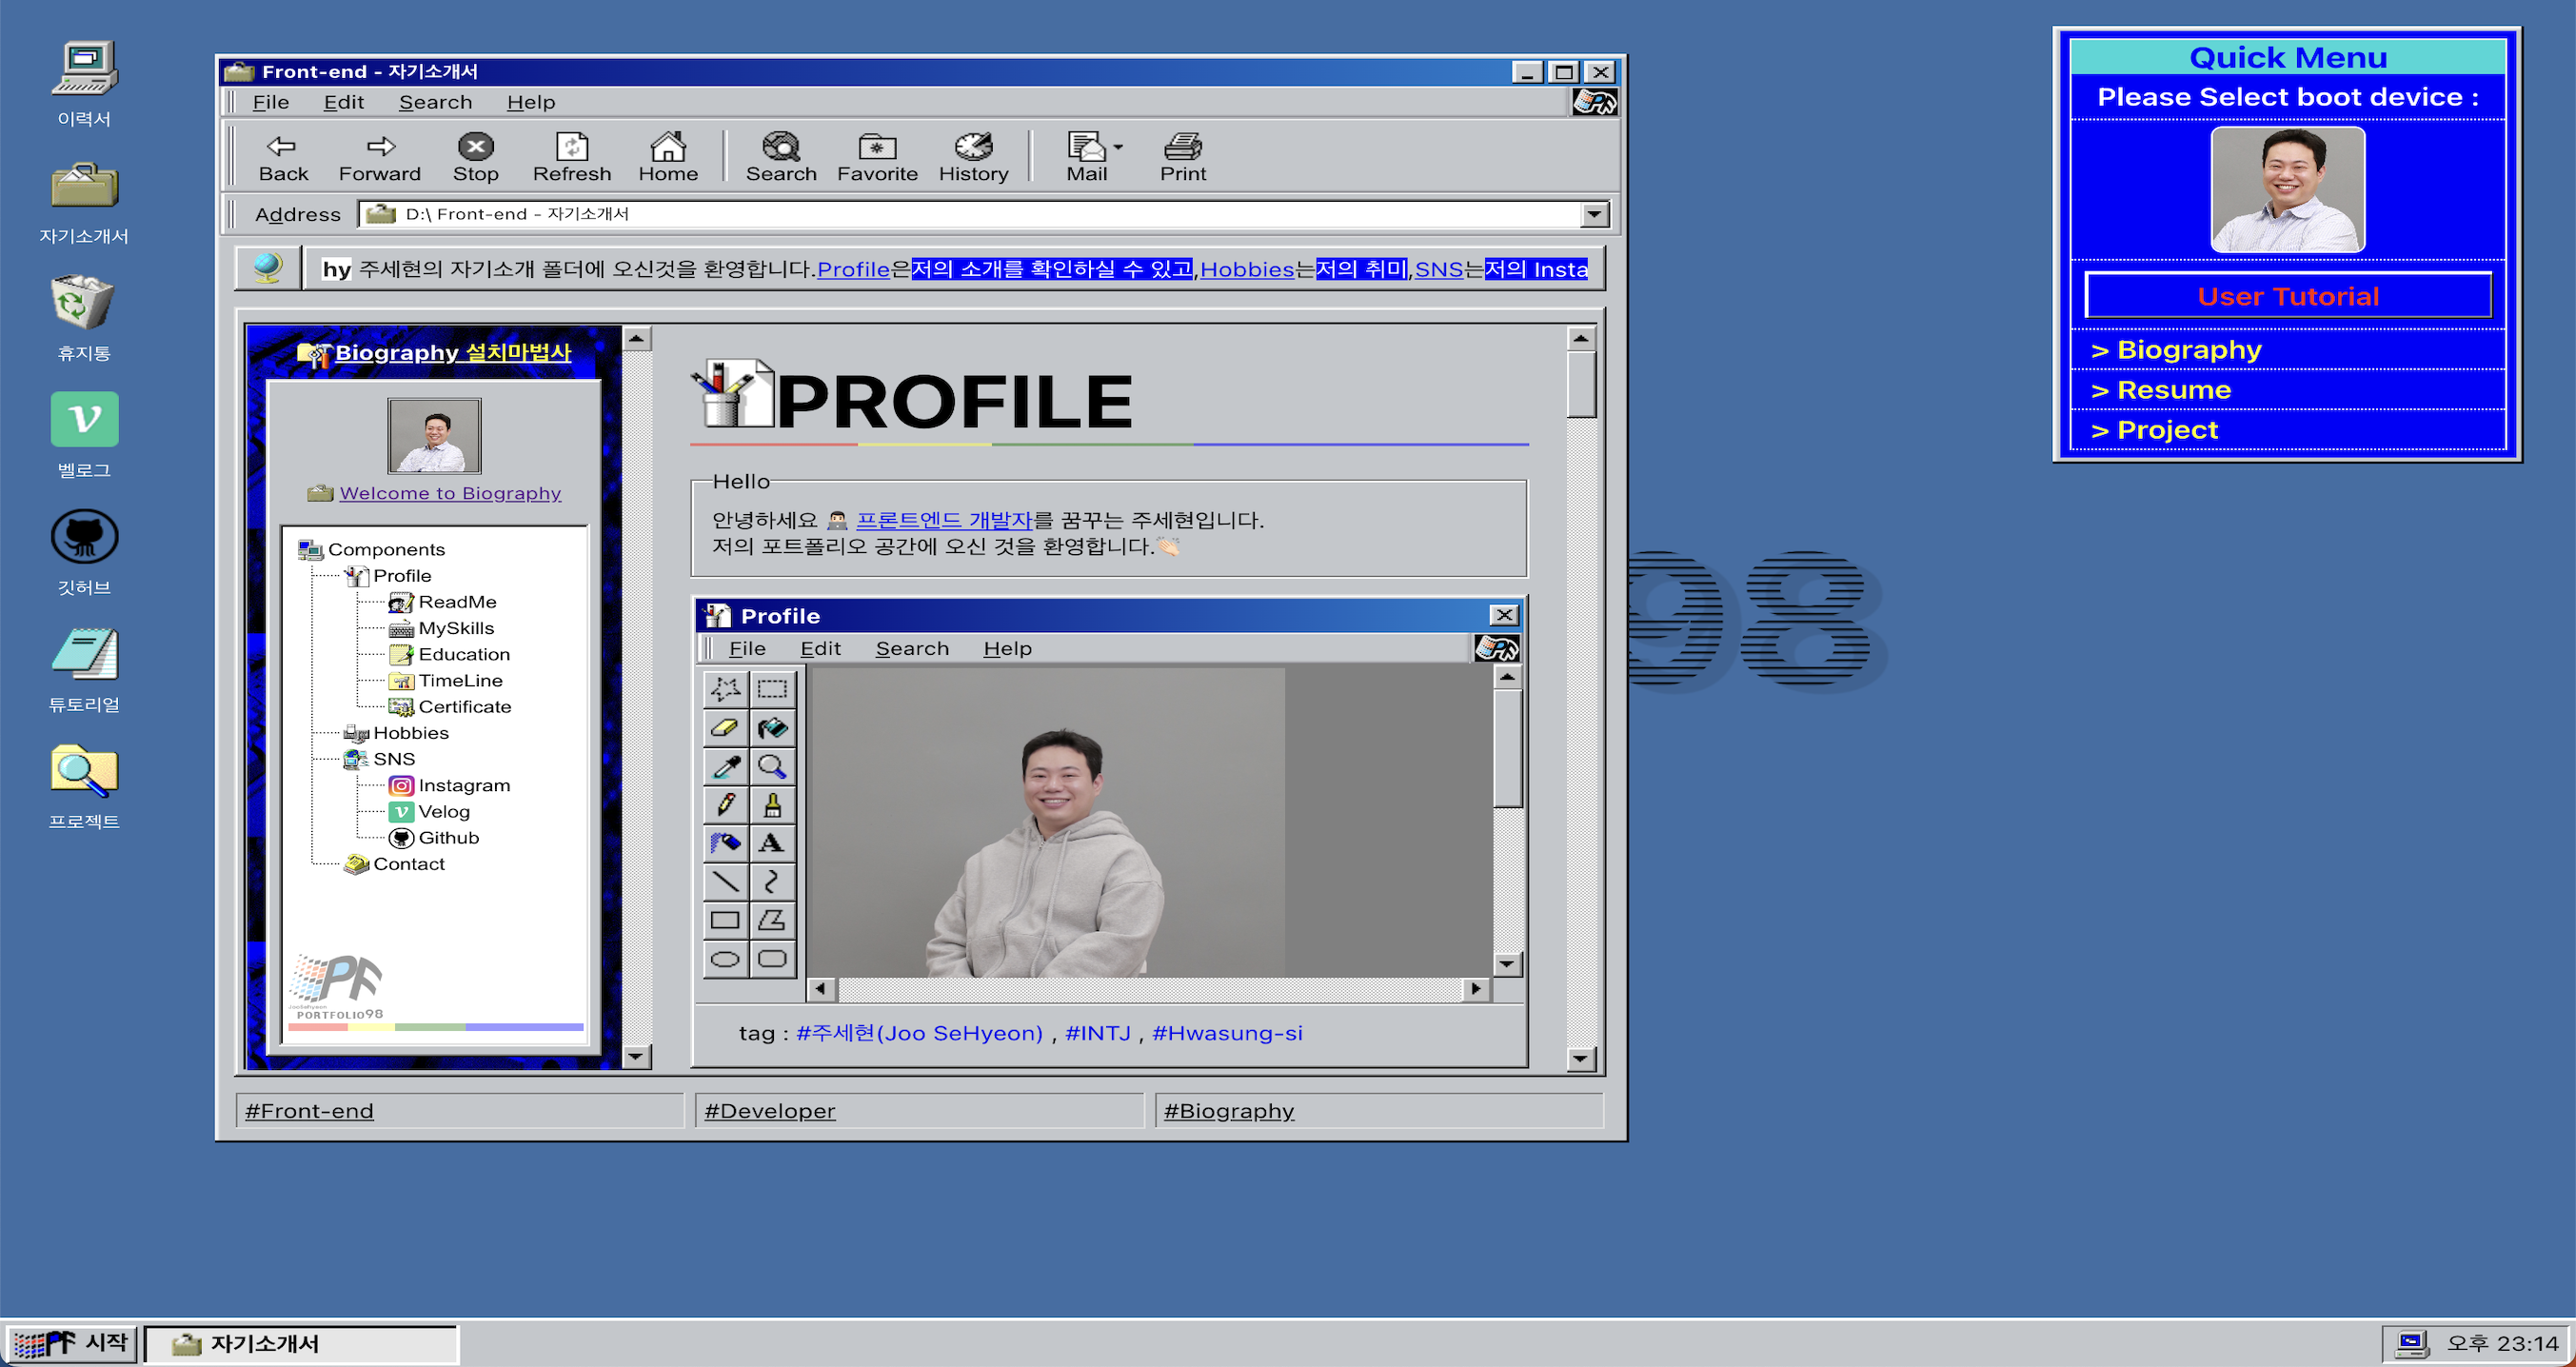 이력서
자기소개서
휴지통
벨로그
깃허브
튜토리얼
프로젝트
Front-end - 자기소개서
File Edit Search Help
Back Forward Stop Refresh Home Search Favorite History Mail Print
Address D:\ Front-end - 자기소개서
hy 주세현의 자기소개 폴더에 오신것을 환영합니다.Profile은저의 소개를 확인하실 수 있고,Hobbies는저의 취미,SNS는저의 Insta
Biography 설치마법사
Welcome to Biography
Components
Profile
ReadMe
MySkills
Education
TimeLine
Certificate
Hobbies
SNS
Instagram
Velog
Github
Contact
PF
JooSehyeon
PORTFOLIO98
PROFILE
Hello
안녕하세요 👨🏻‍💻 프론트엔드 개발자를 꿈꾸는 주세현입니다.
저의 포트폴리오 공간에 오신 것을 환영합니다.👏🏻
Profile
File Edit Search Help
A
tag : #주세현(Joo SeHyeon) , #INTJ , #Hwasung-si
#Front-end #Developer #Biography
98
Quick Menu
Please Select boot device :
User Tutorial
> Biography
> Resume
> Project
PF 시작 자기소개서 오후 23:14